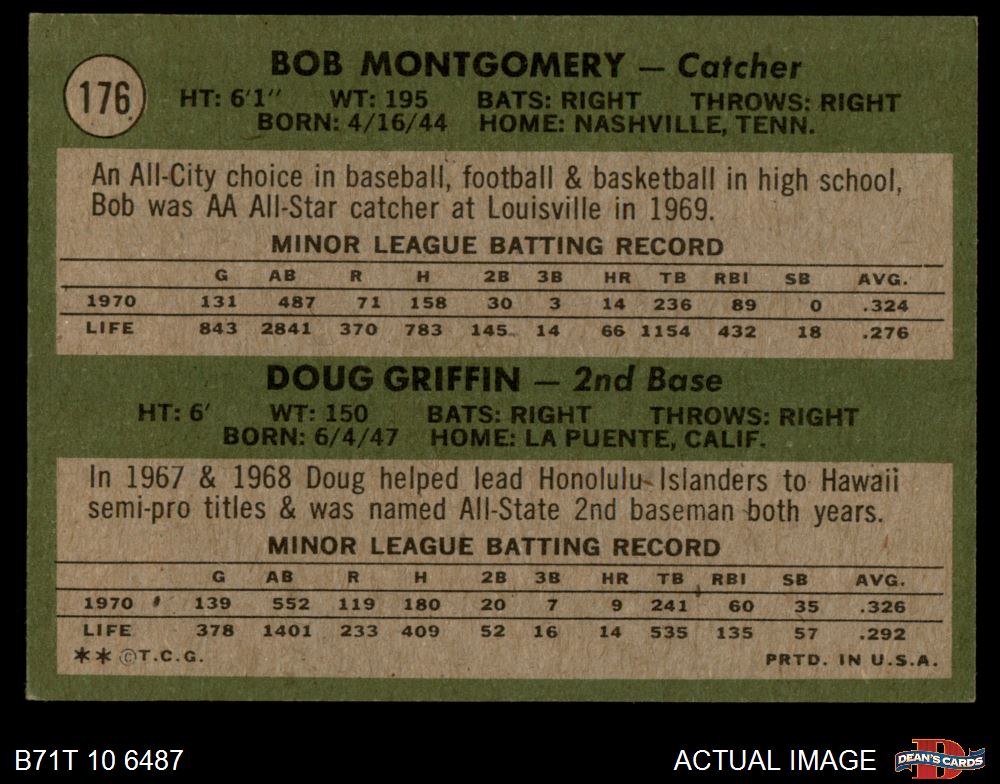 176
BOB MONTGOMERY — Catcher
HT: 6'1" WT: 195 BATS: RIGHT THROWS: RIGHT
BORN: 4/16/44 HOME: NASHVILLE, TENN.
An All-City choice in baseball, football & basketball in high school,
Bob was AA All-Star catcher at Louisville in 1969.
MINOR LEAGUE BATTING RECORD
G AB R H 2B 3B HR TB RBI SB AVG.
1970 131 487 71 158 30 3 14 236 89 0 .324
LIFE 843 2841 370 783 145 14 66 1154 432 18 .276
DOUG GRIFFIN — 2nd Base
HT: 6' WT: 150 BATS: RIGHT THROWS: RIGHT
BORN: 6/4/47 HOME: LA PUENTE, CALIF.
In 1967 & 1968 Doug helped lead Honolulu Islanders to Hawaii
semi-pro titles & was named All-State 2nd baseman both years.
MINOR LEAGUE BATTING RECORD
G AB R H 2B 3B HR TB RBI SB AVG.
1970 139 552 119 180 20 7 9 241 60 35 .326
LIFE 378 1401 233 409 52 16 14 535 135 57 .292
**©T.C.G. PRTD. IN U.S.A.
B71T 10 6487 ACTUAL IMAGE D DEAN'S CARDS